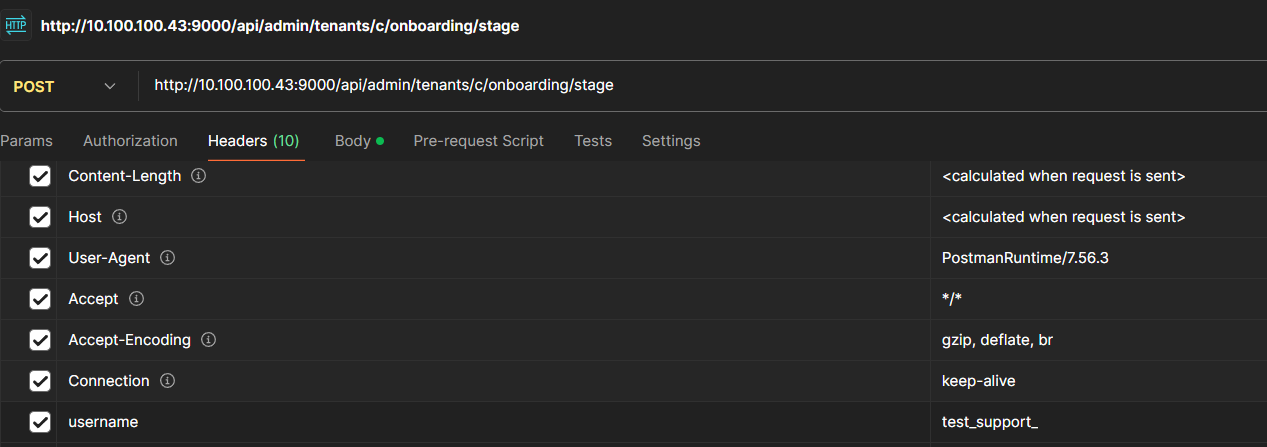 HTTP http://10.100.100.43:9000/api/admin/tenants/c/onboarding/stage
POST http://10.100.100.43:9000/api/admin/tenants/c/onboarding/stage
Params Authorization Headers (10) Body Pre-request Script Tests Settings
Content-Length <calculated when request is sent>
Host <calculated when request is sent>
User-Agent PostmanRuntime/7.56.3
Accept */*
Accept-Encoding gzip, deflate, br
Connection keep-alive
username test_support_